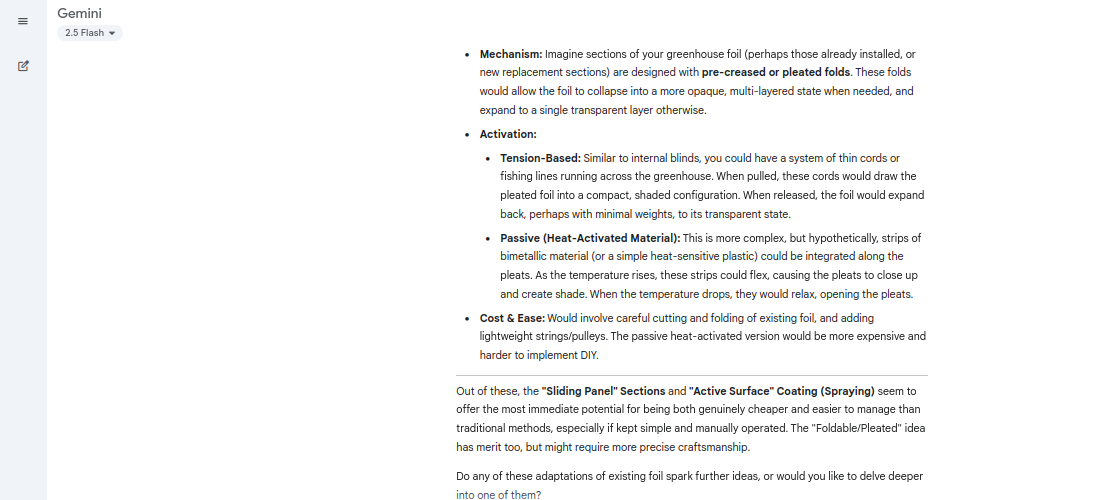 Gemini
2.5 Flash
Mechanism: Imagine sections of your greenhouse foil (perhaps those already installed, or
new replacement sections) are designed with pre-creased or pleated folds. These folds
would allow the foil to collapse into a more opaque, multi-layered state when needed, and
expand to a single transparent layer otherwise.
Activation:
Tension-Based: Similar to internal blinds, you could have a system of thin cords or
fishing lines running across the greenhouse. When pulled, these cords would draw the
pleated foil into a compact, shaded configuration. When released, the foil would expand
back, perhaps with minimal weights, to its transparent state.
Passive (Heat-Activated Material): This is more complex, but hypothetically, strips of
bimetallic material (or a simple heat-sensitive plastic) could be integrated along the
pleats. As the temperature rises, these strips could flex, causing the pleats to close up
and create shade. When the temperature drops, they would relax, opening the pleats.
Cost & Ease: Would involve careful cutting and folding of existing foil, and adding
lightweight strings/pulleys. The passive heat-activated version would be more expensive and
harder to implement DIY.
Out of these, the "Sliding Panel" Sections and "Active Surface" Coating (Spraying) seem to
offer the most immediate potential for being both genuinely cheaper and easier to manage than
traditional methods, especially if kept simple and manually operated. The "Foldable/Pleated" idea
has merit too, but might require more precise craftsmanship.
Do any of these adaptations of existing foil spark further ideas, or would you like to delve deeper
into one of them?